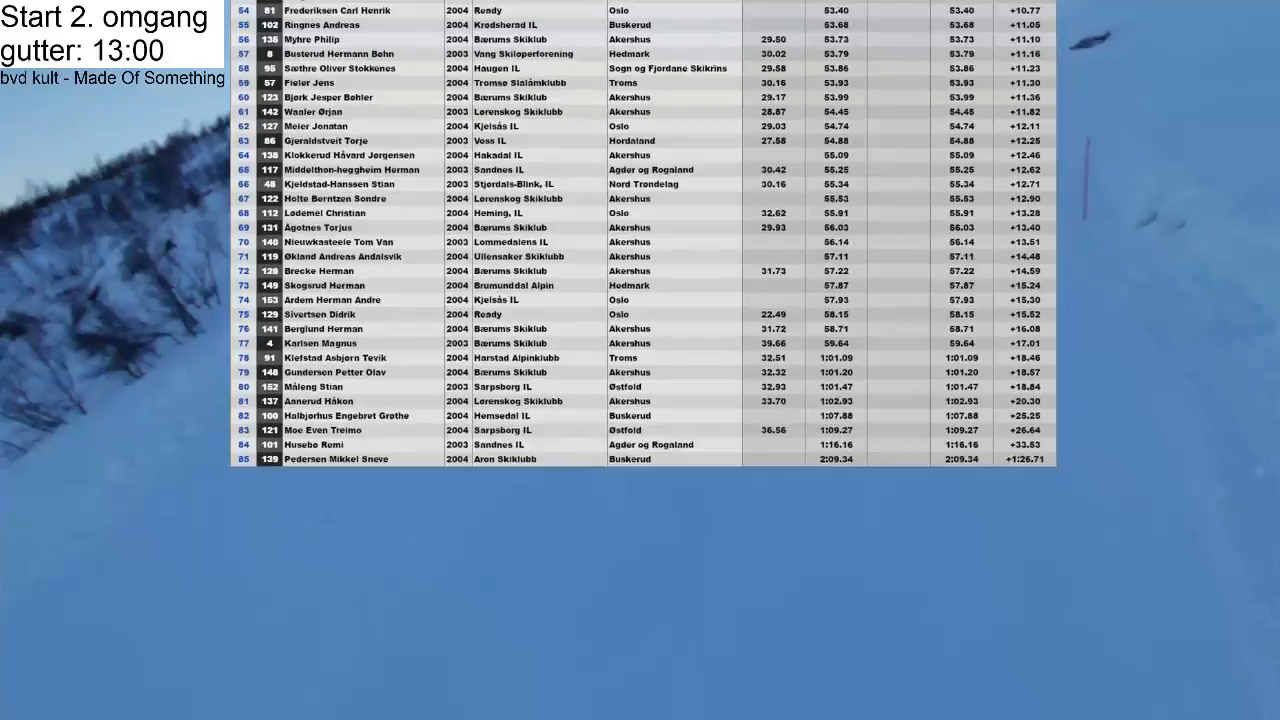 Start 2. omgang
gutter: 13:00
bvd kult - Made Of Something
54 81 Frederiksen Carl Henrik 2004 Ready Oslo 53.40 53.40 +10.77
55 102 Ringnes Andreas 2004 Krødsherad IL Buskerud 53.68 53.68 +11.05
56 135 Myhre Philip 2004 Bærums Skiklub Akershus 29.50 53.73 53.73 +11.10
57 8 Busterud Hermann Bøhn 2003 Vang Skiløperforening Hedmark 30.02 53.79 53.79 +11.16
58 95 Sæthre Oliver Stokkenes 2004 Haugen IL Sogn og Fjordane Skikrins 29.58 53.86 53.86 +11.23
59 57 Fieler Jens 2004 Tromsø Slalåmklubb Troms 30.16 53.93 53.93 +11.30
60 123 Bjørk Jesper Bøhler 2004 Bærums Skiklub Akershus 29.17 53.99 53.99 +11.36
61 142 Waaler Ørjan 2003 Lørenskog Skiklubb Akershus 28.87 54.45 54.45 +11.82
62 127 Meier Jonatan 2004 Kjelsås IL Oslo 29.03 54.74 54.74 +12.11
63 86 Gjeraldstveit Torje 2003 Voss IL Hordaland 27.58 54.88 54.88 +12.25
64 138 Klokkerud Håvard Jørgensen 2004 Hakadal IL Akershus 55.09 55.09 +12.46
65 117 Middelthon-heggheim Herman 2003 Sandnes IL Agder og Rogaland 30.42 55.25 55.25 +12.62
66 48 Kjeldstad-Hanssen Stian 2003 Stjørdals-Blink, IL Nord Trøndelag 30.16 55.34 55.34 +12.71
67 122 Holte Berntzen Sondre 2004 Lørenskog Skiklubb Akershus 55.53 55.53 +12.90
68 112 Lødemel Christian 2004 Heming, IL Oslo 32.62 55.91 55.91 +13.28
69 131 Ågotnes Torjus 2004 Bærums Skiklub Akershus 29.93 56.03 56.03 +13.40
70 140 Nieuwkasteele Tom Van 2003 Lommedalens IL Akershus 56.14 56.14 +13.51
71 119 Økland Andreas Andalsvik 2004 Ullensaker Skiklubb Akershus 57.11 57.11 +14.48
72 128 Brecke Herman 2004 Bærums Skiklub Akershus 31.73 57.22 57.22 +14.59
73 149 Skogsrud Herman 2004 Brumunddal Alpin Hedmark 57.87 57.87 +15.24
74 153 Ardem Herman Andre 2004 Kjelsås IL Oslo 57.93 57.93 +15.30
75 129 Sivertsen Didrik 2004 Ready Oslo 22.49 58.15 58.15 +15.52
76 141 Berglund Herman 2004 Bærums Skiklub Akershus 31.72 58.71 58.71 +16.08
77 4 Karlsen Magnus 2003 Bærums Skiklub Akershus 39.66 59.64 59.64 +17.01
78 91 Klefstad Asbjørn Tevik 2004 Harstad Alpinklubb Troms 32.51 1:01.09 1:01.09 +18.46
79 148 Gundersen Petter Olav 2004 Bærums Skiklub Akershus 32.32 1:01.20 1:01.20 +18.57
80 152 Måleng Stian 2003 Sarpsborg IL Østfold 32.93 1:01.47 1:01.47 +18.84
81 137 Aanerud Håkon 2004 Lørenskog Skiklubb Akershus 33.70 1:02.93 1:02.93 +20.30
82 100 Halbjørhus Engebret Grøthe 2004 Hemsedal IL Buskerud 1:07.88 1:07.88 +25.25
83 121 Moe Even Treimo 2004 Sarpsborg IL Østfold 36.56 1:09.27 1:09.27 +26.64
84 101 Husebø Remi 2003 Sandnes IL Agder og Rogaland 1:16.16 1:16.16 +33.53
85 139 Pedersen Mikkel Sneve 2004 Aron Skiklubb Buskerud 2:09.34 2:09.34 +1:26.71